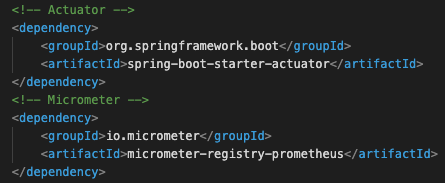 <!-- Actuator -->
<dependency>
    <groupId>org.springframework.boot</groupId>
    <artifactId>spring-boot-starter-actuator</artifactId>
</dependency>
<!-- Micrometer -->
<dependency>
    <groupId>io.micrometer</groupId>
    <artifactId>micrometer-registry-prometheus</artifactId>
</dependency>